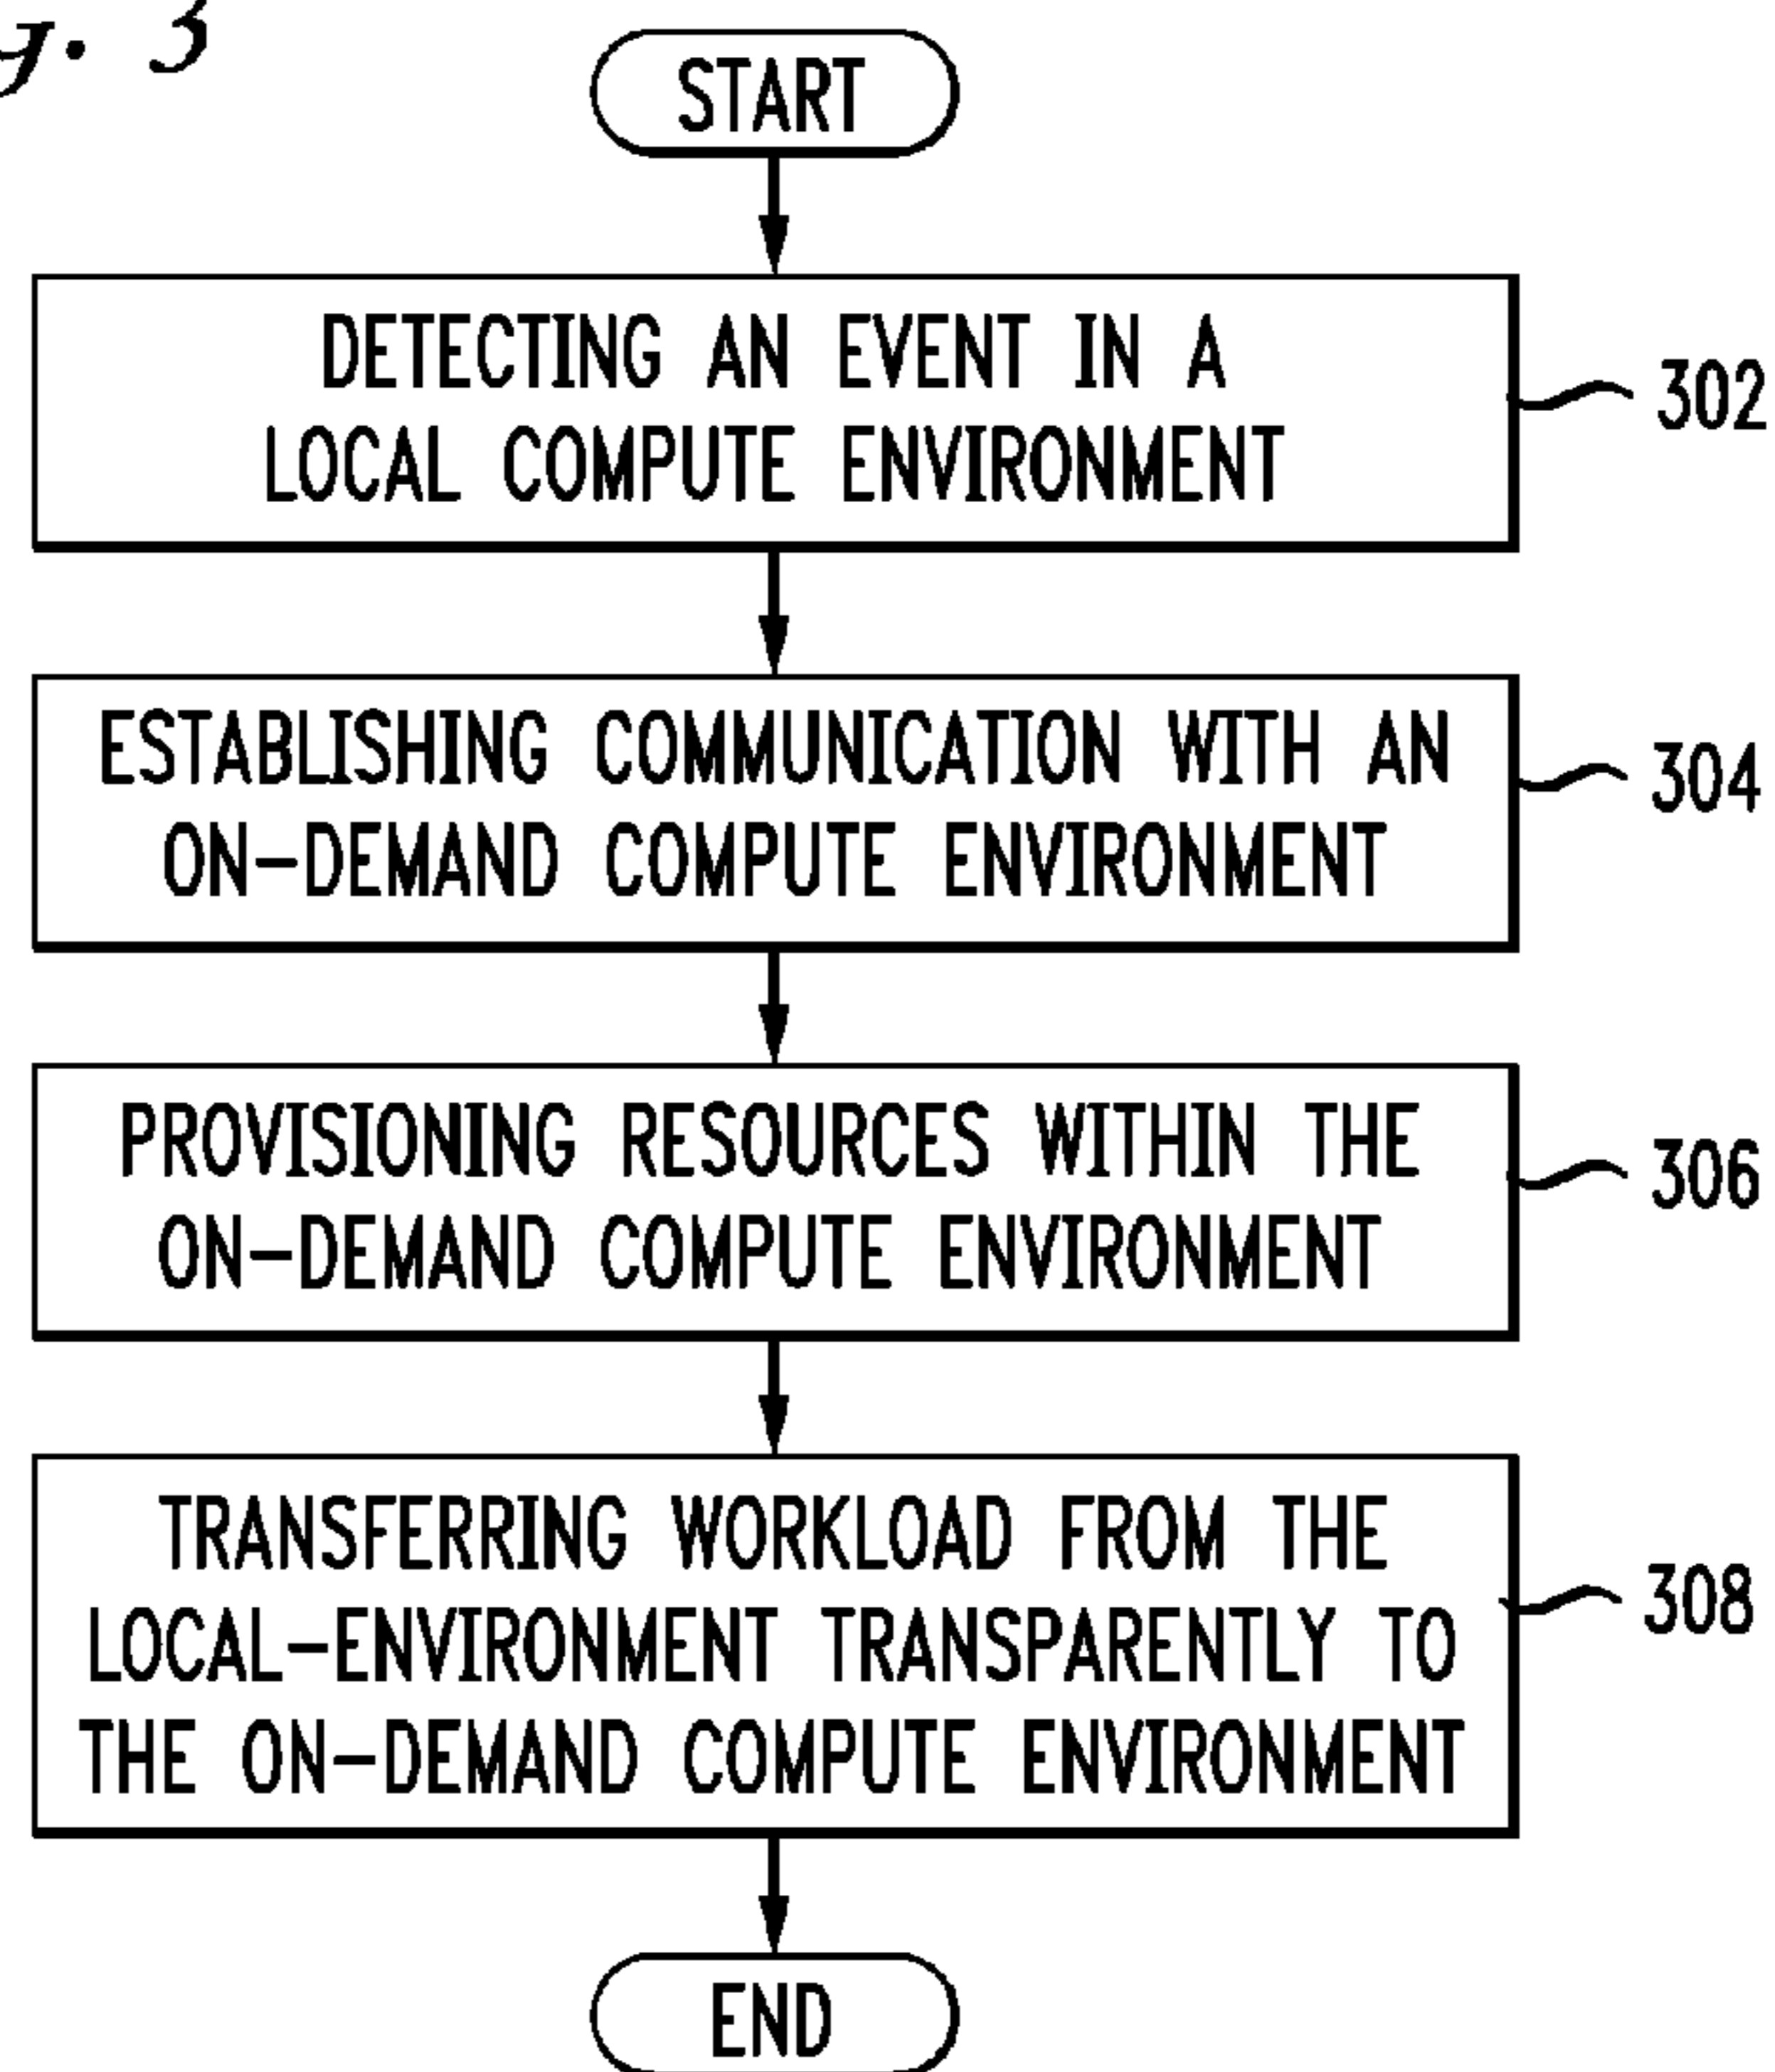 g. 3
START
DETECTING AN EVENT IN A
LOCAL COMPUTE ENVIRONMENT
302
ESTABLISHING COMMUNICATION WITH AN
ON-DEMAND COMPUTE ENVIRONMENT
304
PROVISIONING RESOURCES WITHIN THE
ON-DEMAND COMPUTE ENVIRONMENT
306
TRANSFERRING WORKLOAD FROM THE
LOCAL-ENVIRONMENT TRANSPARENTLY TO
THE ON-DEMAND COMPUTE ENVIRONMENT
308
END